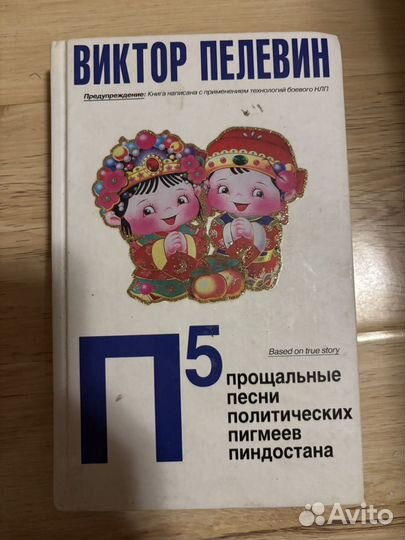 ВИКТОР ПЕЛЕВИН
Предупреждение: Книга написана с применением технологий боевого НЛП
Based on true story
П5
прощальные
песни
политических
пигмеев
пиндостана
Avito